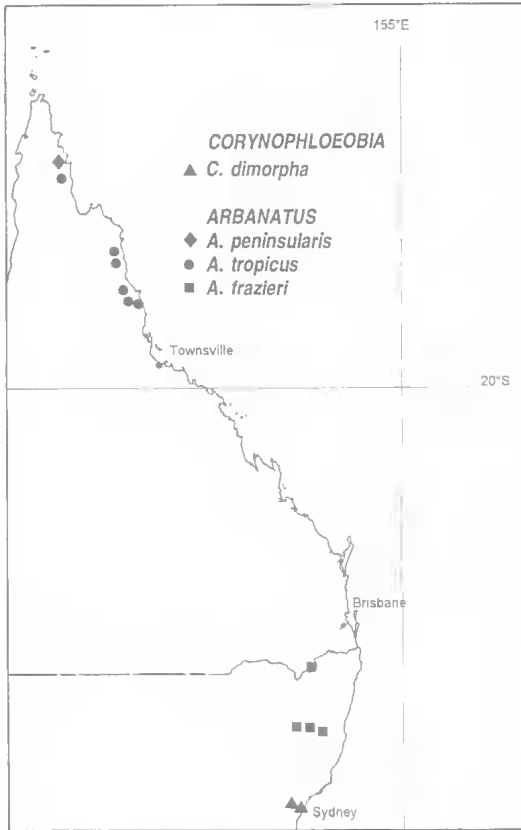 155°E
CORYNOPHLOEOBIA
C. dimorpha
ARBANATUS
A. peninsularis
A. tropicus
A. frazieri
Townsville
20°S
Brisbane
Sydney